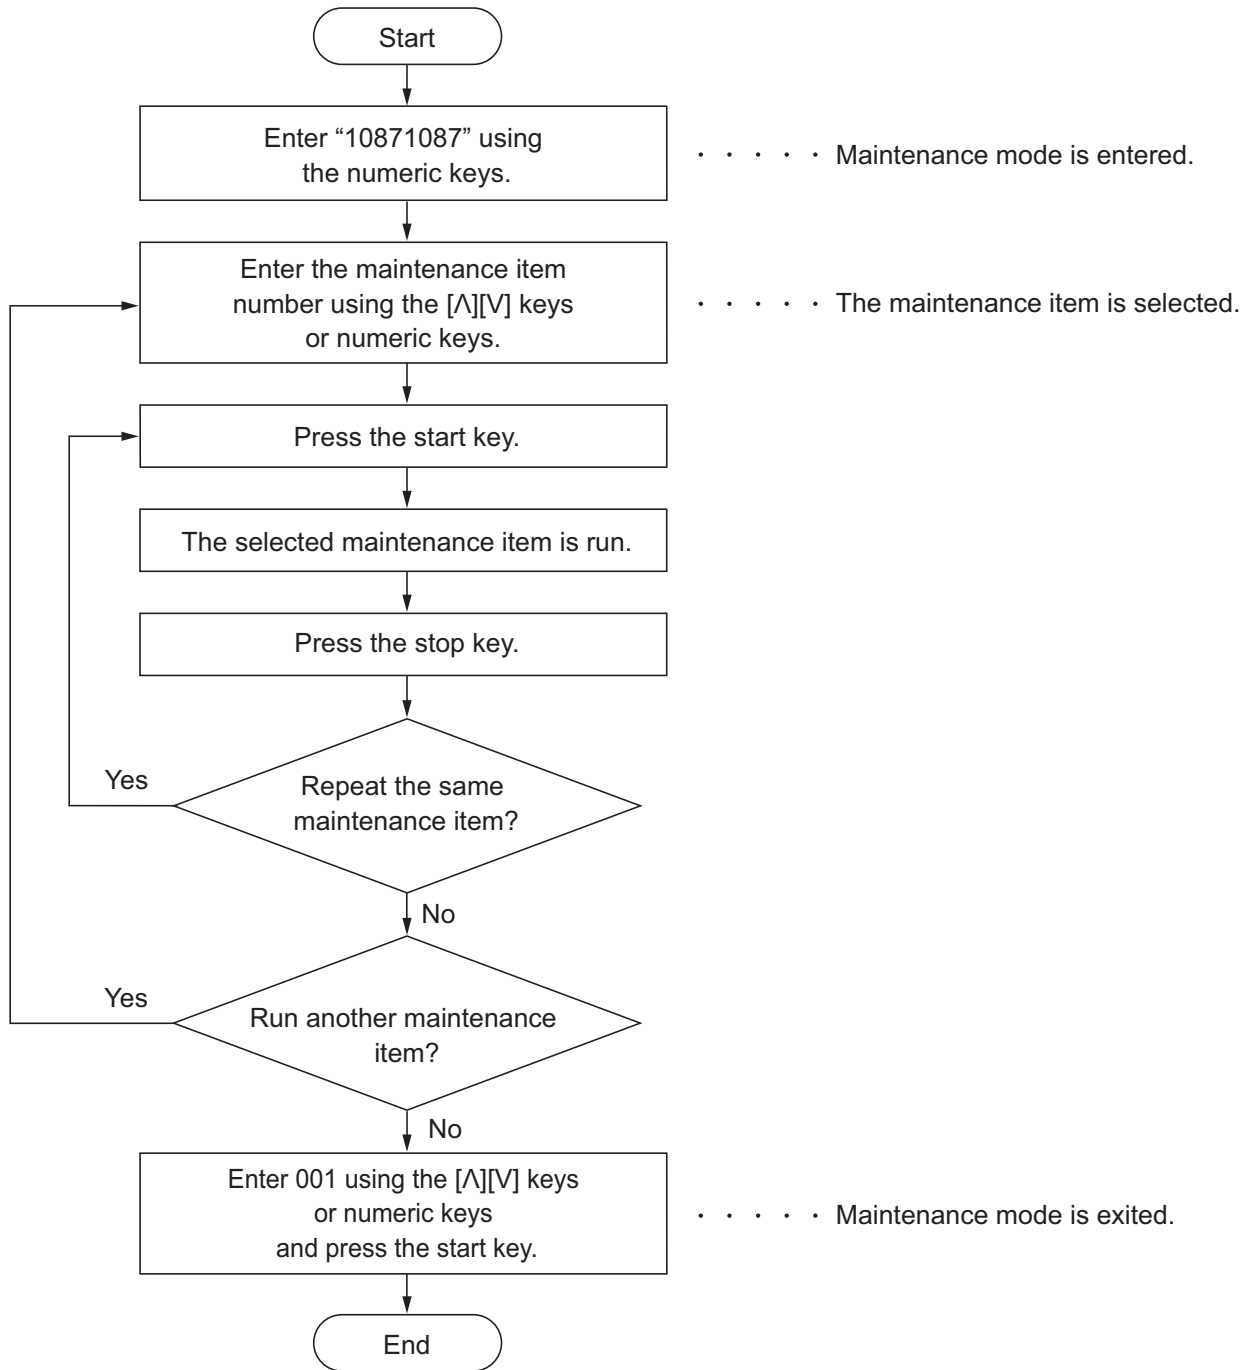 Start
Enter “10871087” using
the numeric keys.
· · · · · Maintenance mode is entered.
Enter the maintenance item
number using the [Λ][V] keys
or numeric keys.
· · · · · The maintenance item is selected.
Press the start key.
The selected maintenance item is run.
Press the stop key.
Yes
Repeat the same
maintenance item?
No
Yes
Run another maintenance
item?
No
Enter 001 using the [Λ][V] keys
or numeric keys
and press the start key.
· · · · · Maintenance mode is exited.
End